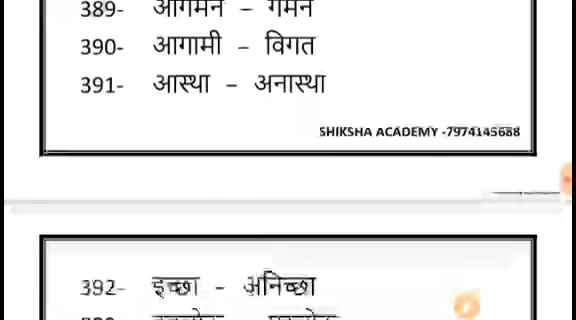 389- आगमन – गमन
390- आगामी – विगत
391- आस्था – अनास्था
SHIKSHA ACADEMY -7974145688
392- इच्छा - अनिच्छा